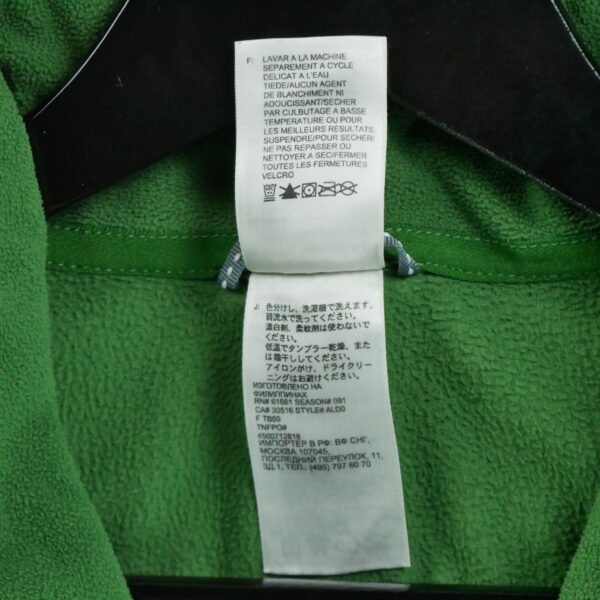 F: LAVAR A LA MACHINE
SEPAREMENT A CYCLE
DELICAT A L'EAU
TIEDE/AUCUN AGENT
DE BLANCHIMENT NI
ADOUCISSANT/SECHER
PAR CULBUTAGE A BASSE
TEMPERATURE OU POUR
LES MEILLEURS RESULTATS,
SUSPENDRE/POUR SECHER/
NE PAS REPASSER OU
NETTOYER A SEC/FERMER
TOUTES LES FERMETURES
VELCRO
J: 色分けし、洗濯機で洗えます。
弱流水で洗ってください。
漂白剤、柔軟剤は使わないで
ください。
低温でタンブラー乾燥、また
は陰干ししてください。
アイロンがけ、ドライクリー
ニングはお避けください。
ИЗГОТОВЛЕНО НА
ФИЛИППИНАХ
RN# 61661 SEASON# 091
CA# 30516 STYLE# ALD0
F TB50
TNFPO#
4500712818
ИМПОРТЕР В РФ: ВФ СНГ,
МОСКВА 107045,
ПОСЛЕДНИЙ ПЕРЕУЛОК, 11,
ЗД.1, (495) 797 60 70